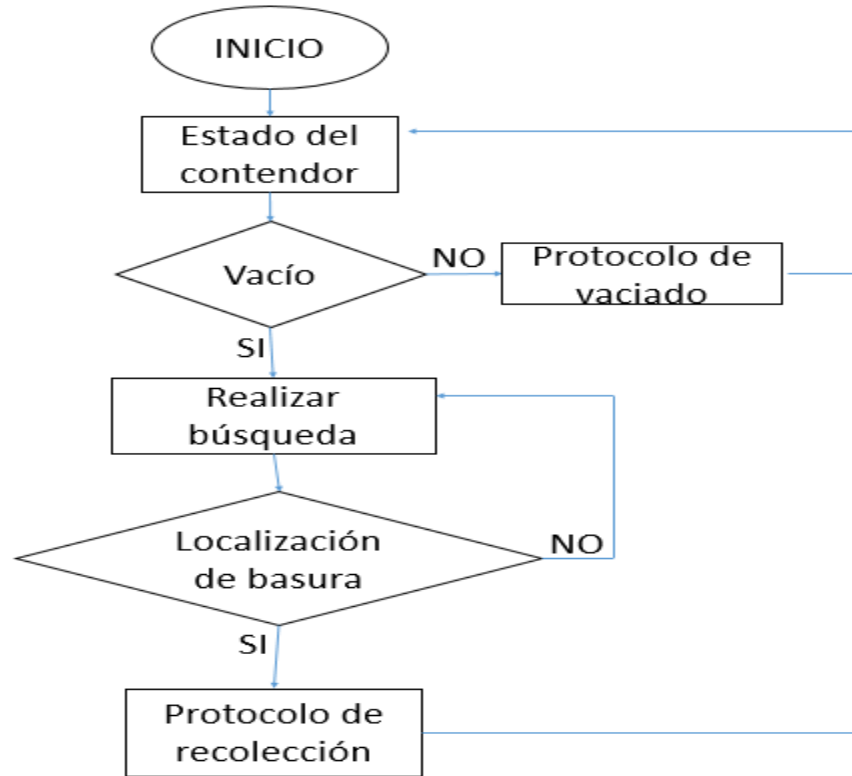 INICIO
Estado del
contendor
Vacío
NO
Protocolo de
vaciado
SI
Realizar
búsqueda
Localización
de basura
NO
SI
Protocolo de
recolección